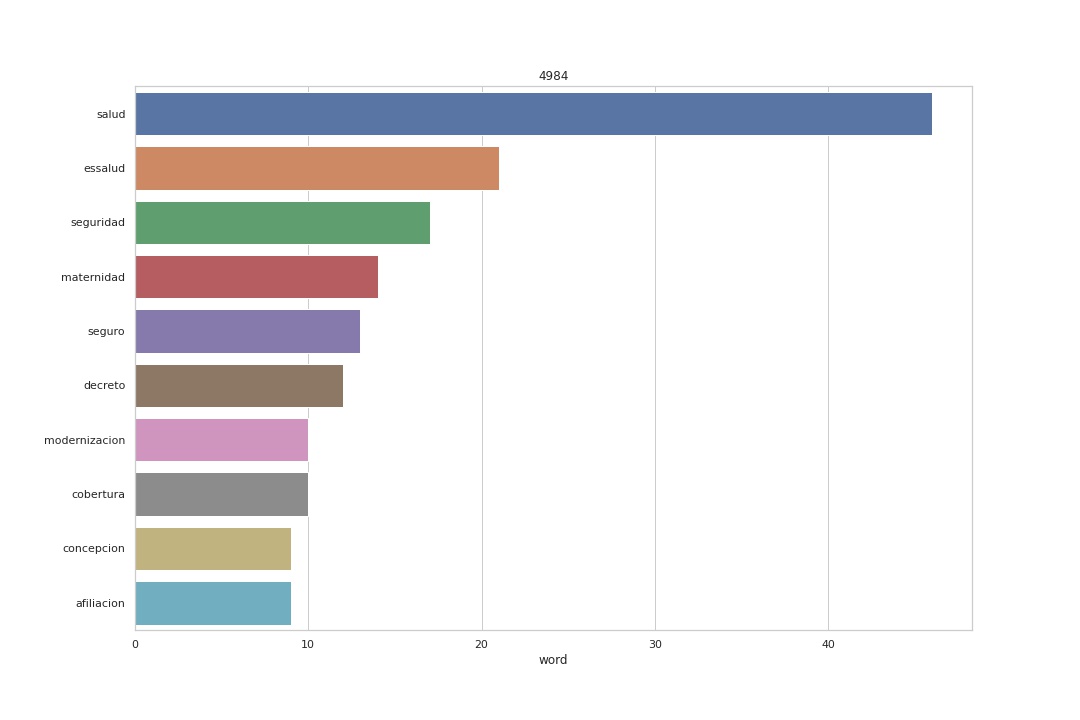 4984
salud
essalud
seguridad
maternidad
seguro
decreto
modernizacion
cobertura
concepcion
afiliacion
0 10 20 30 40
word